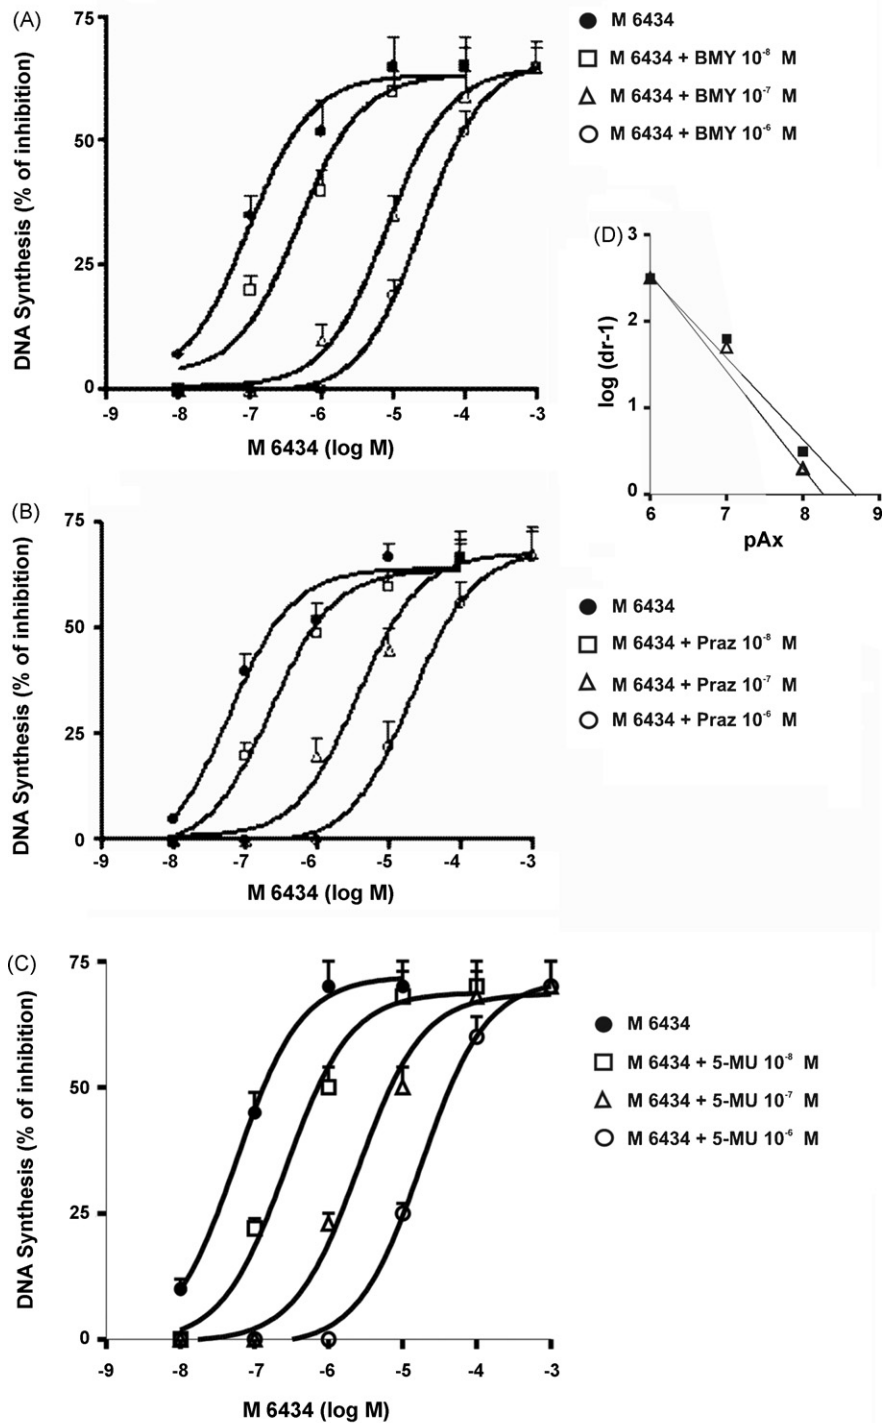 (A)
75
50
25
0
DNA Synthesis (% of inhibition)
-9 -8 -7 -6 -5 -4 -3
M 6434 (log M)
M 6434
M 6434 + BMY 10⁻⁸ M
M 6434 + BMY 10⁻⁷ M
M 6434 + BMY 10⁻⁶ M
(D)
3
2
1
0
log (dr-1)
6 7 8 9
pAx
(B)
75
50
25
0
DNA Synthesis (% of inhibition)
-9 -8 -7 -6 -5 -4 -3
M 6434 (log M)
M 6434
M 6434 + Praz 10⁻⁸ M
M 6434 + Praz 10⁻⁷ M
M 6434 + Praz 10⁻⁶ M
(C)
75
50
25
0
DNA Synthesis (% of inhibition)
-9 -8 -7 -6 -5 -4 -3
M 6434 (log M)
M 6434
M 6434 + 5-MU 10⁻⁸ M
M 6434 + 5-MU 10⁻⁷ M
M 6434 + 5-MU 10⁻⁶ M